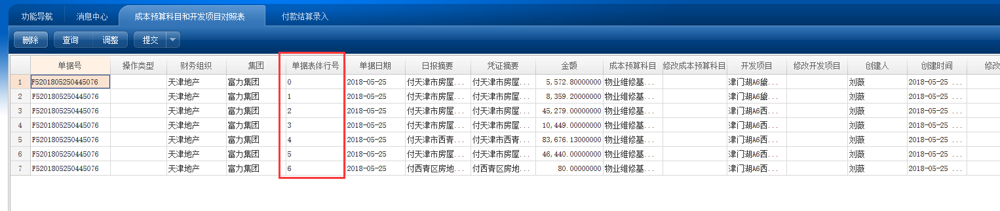 功能导航 消息中心 成本预算科目和开发项目对照表 付款结算录入
删除 查询 调整 提交
单据号 操作类型 财务组织 集团 单据表体行号 单据日期 日报摘要 凭证摘要 金额 成本预算科目 修改成本预算科目 开发项目 修改开发项目 创建人 创建时间 修改
1 F5201805250445076 天津地产 富力集团 0 2018-05-25 付天津市房屋... 付天津市房屋... 5,572.80000000 物业维修基... 津门湖A6黛... 刘薇 2018-05-25 ...
2 F5201805250445076 天津地产 富力集团 1 2018-05-25 付天津市房屋... 付天津市房屋... 8,359.20000000 物业维修基... 津门湖A6黛... 刘薇 2018-05-25 ...
3 F5201805250445076 天津地产 富力集团 2 2018-05-25 付天津市房屋... 付天津市房屋... 45,279.00000000 物业维修基... 津门湖A6西... 刘薇 2018-05-25 ...
4 F5201805250445076 天津地产 富力集团 3 2018-05-25 付天津市房屋... 付天津市房屋... 10,449.00000000 物业维修基... 津门湖A6西... 刘薇 2018-05-25 ...
5 F5201805250445076 天津地产 富力集团 4 2018-05-25 付天津市西青... 付天津市西青... 83,676.13000000 物业维修基... 津门湖A6西... 刘薇 2018-05-25 ...
6 F5201805250445076 天津地产 富力集团 5 2018-05-25 付天津市房屋... 付天津市房屋... 46,440.00000000 物业维修基... 津门湖A6西... 刘薇 2018-05-25 ...
7 F5201805250445076 天津地产 富力集团 6 2018-05-25 付西青区房地... 付西青区房地... 80.00000000 物业维修基... 津门湖A6西... 刘薇 2018-05-25 ...